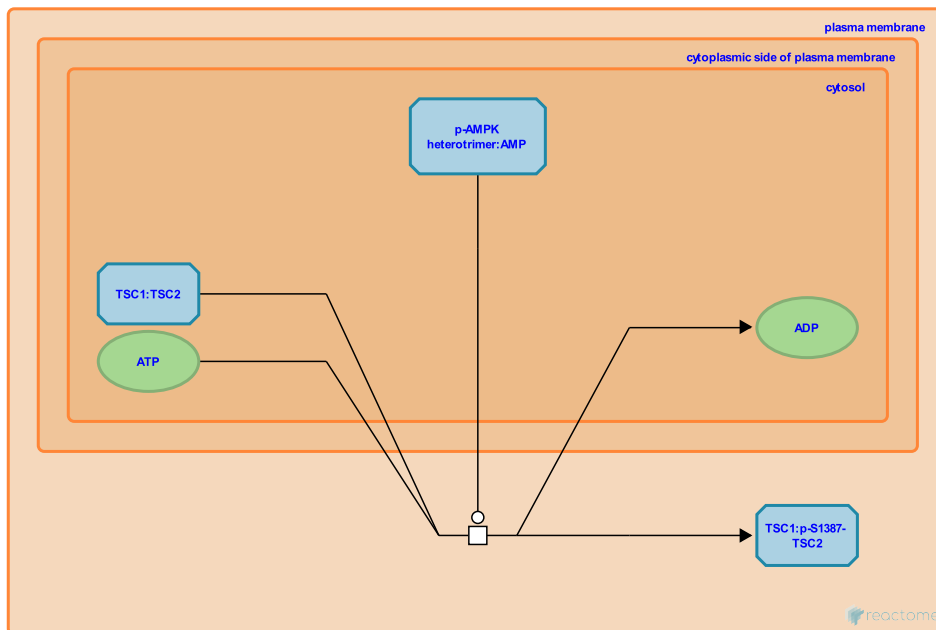 plasma membrane
cytoplasmic side of plasma membrane
cytosol
p-AMPK
heterotrimer:AMP
TSC1:TSC2
ATP
ADP
TSC1:p-S1387-
TSC2
reactome